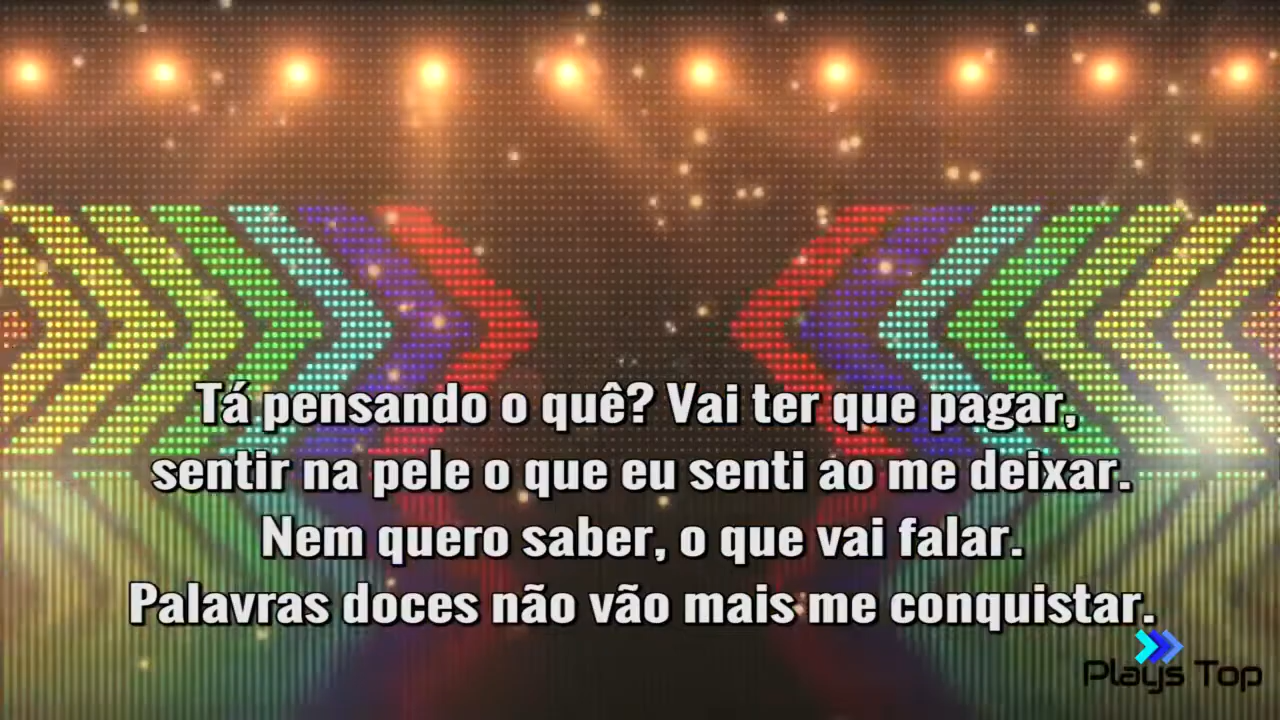 Tá pensando o quê? Vai ter que pagar,
sentir na pele o que eu senti ao me deixar.
Nem quero saber, o que vai falar.
Palavras doces não vão mais me conquistar.
Plays Top